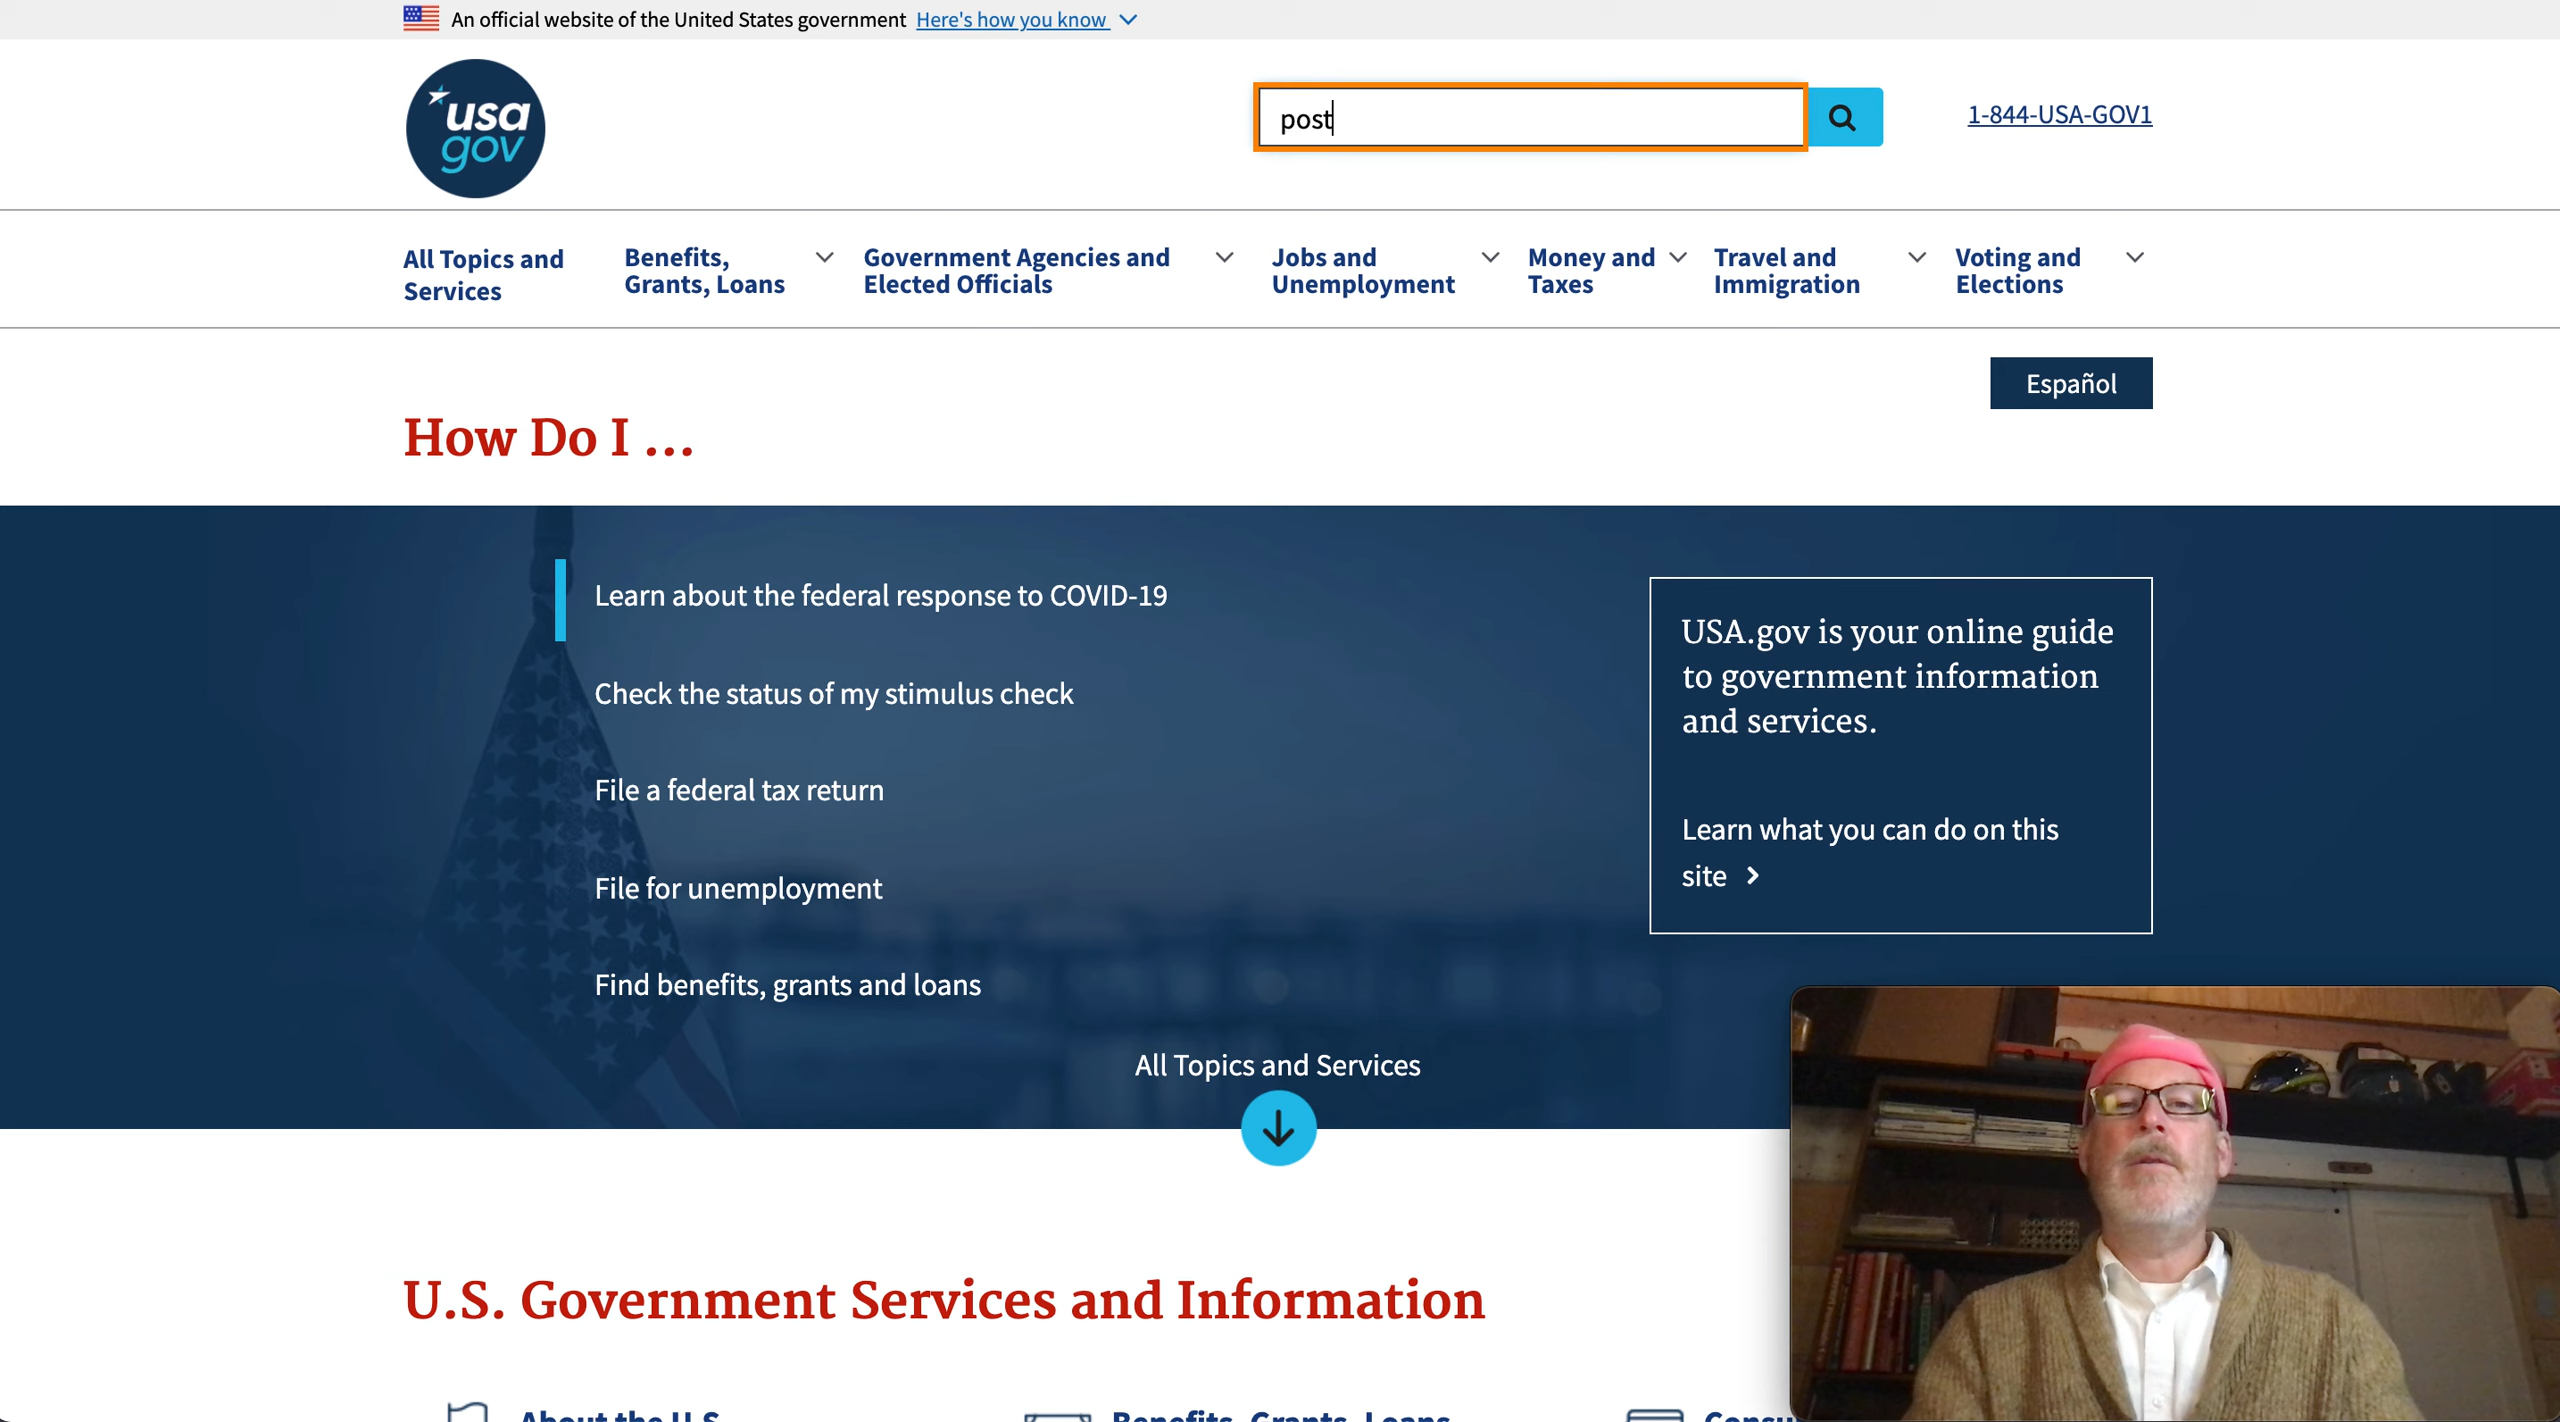 An official website of the United States government Here's how you know
usa
gov
post
1-844-USA-GOV1
All Topics and
Services
Benefits,
Grants, Loans
Government Agencies and
Elected Officials
Jobs and
Unemployment
Money and
Taxes
Travel and
Immigration
Voting and
Elections
Español
How Do I ...
Learn about the federal response to COVID-19
Check the status of my stimulus check
File a federal tax return
File for unemployment
Find benefits, grants and loans
USA.gov is your online guide
to government information
and services.
Learn what you can do on this
site
All Topics and Services
U.S. Government Services and Information
About the U.S.
Benefits, Grants, Loans